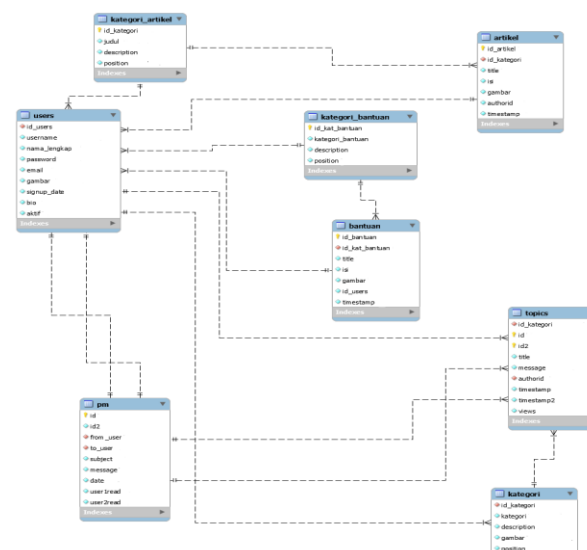 kategori_artikel
id_kategori
judul
description
position
Indexes
artikel
id_artikel
id_kategori
title
isi
gambar
authorid
timestamp
Indexes
users
id_users
username
nama_lengkap
password
email
gambar
signup_date
bio
aktif
Indexes
kategori_bantuan
id_kat_bantuan
kategori_bantuan
description
position
Indexes
bantuan
id_bantuan
id_kat_bantuan
title
isi
gambar
id_users
timestamp
Indexes
topics
id_kategori
id
id2
title
message
authorid
timestamp
timestamp2
views
Indexes
pm
id
id2
from_user
to_user
subject
message
date
user1read
user2read
Indexes
kategori
id_kategori
kategori
description
gambar
position